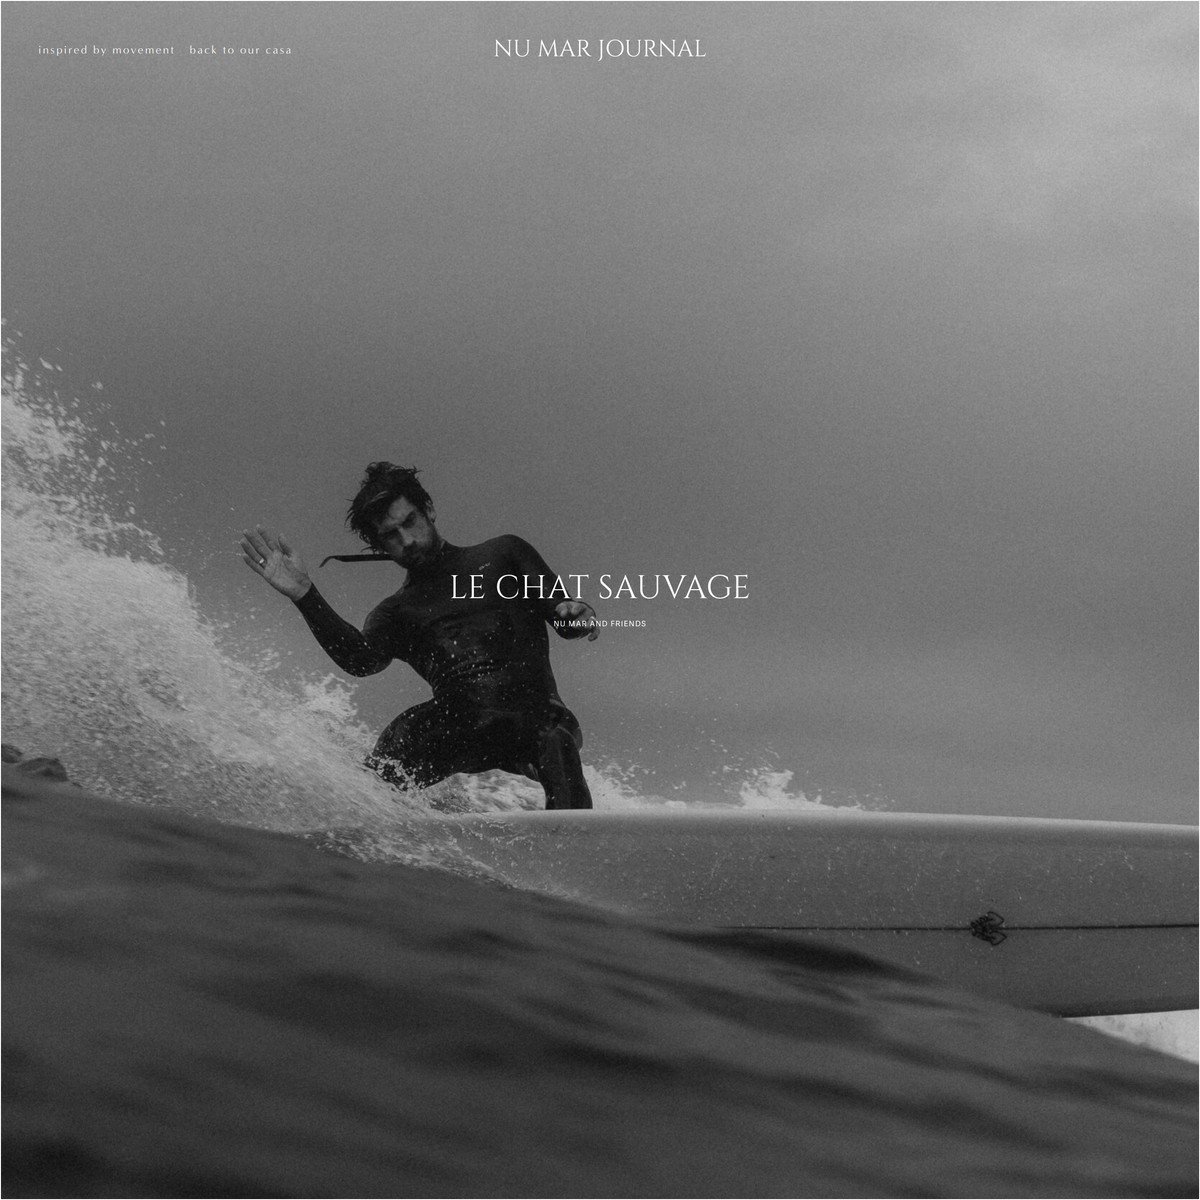 inspired by movement back to our casa
NU MAR JOURNAL
LE CHAT SAUVAGE
NU MAR AND FRIENDS